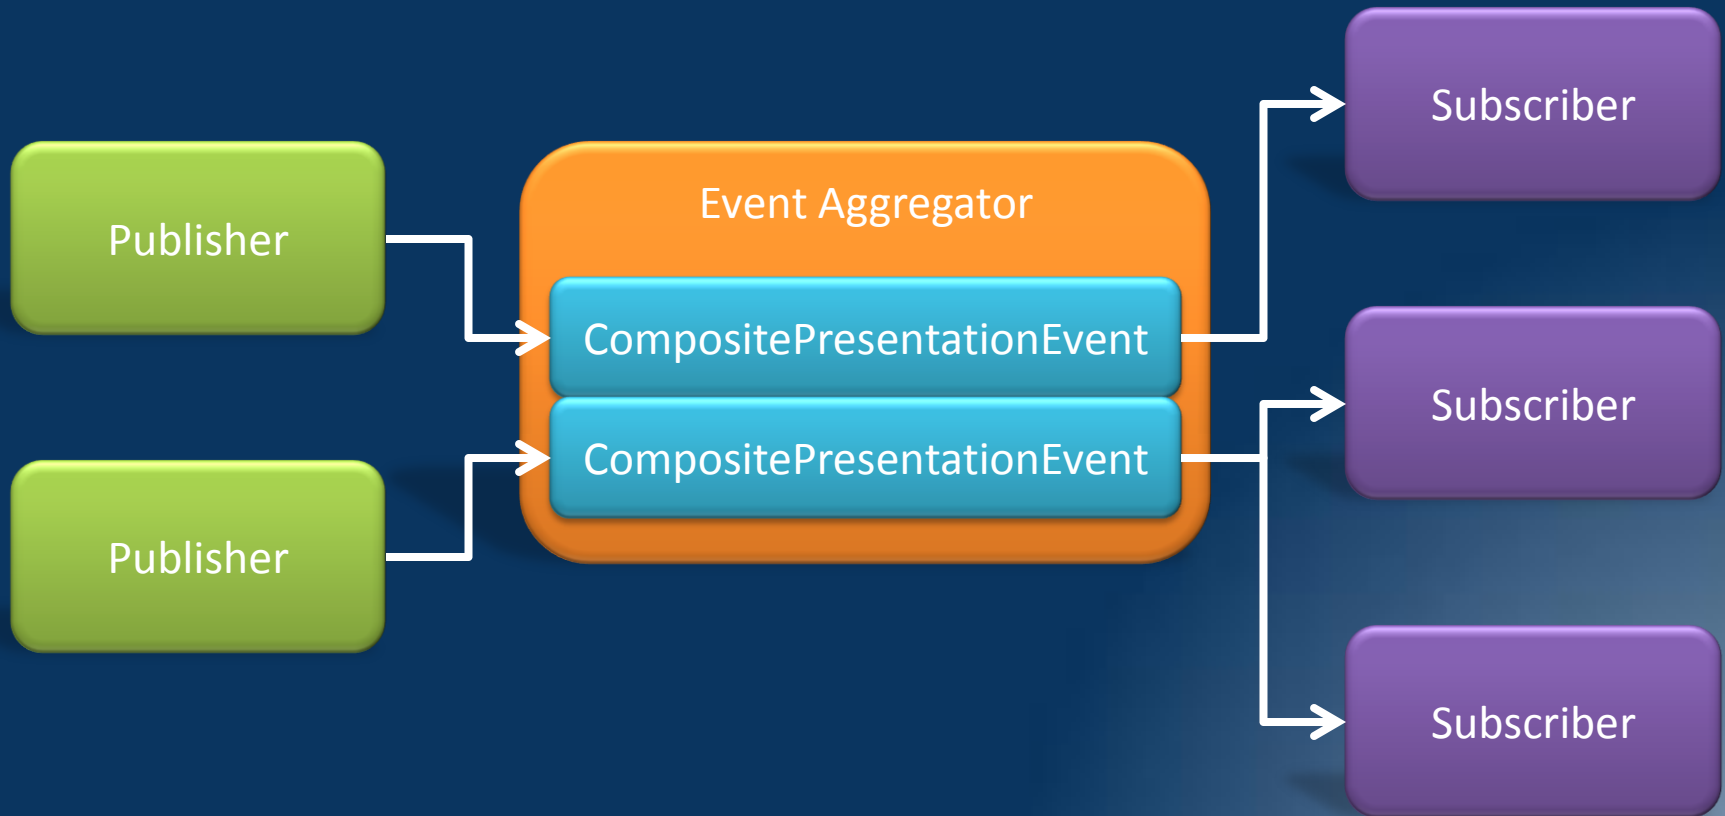 Publisher
Publisher
Event Aggregator
CompositePresentationEvent
CompositePresentationEvent
Subscriber
Subscriber
Subscriber